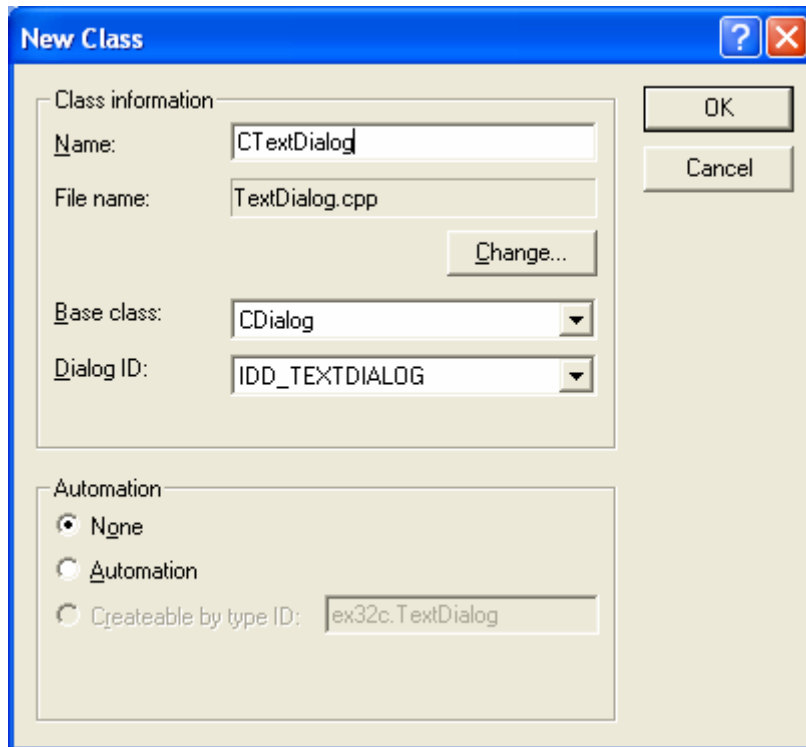 New Class
Class information
OK
Name: CTextDialog
Cancel
File name: TextDialog.cpp
Change...
Base class: CDialog
Dialog ID: IDD_TEXTDIALOG
Automation
None
Automation
Createable by type ID: ex32c.TextDialog